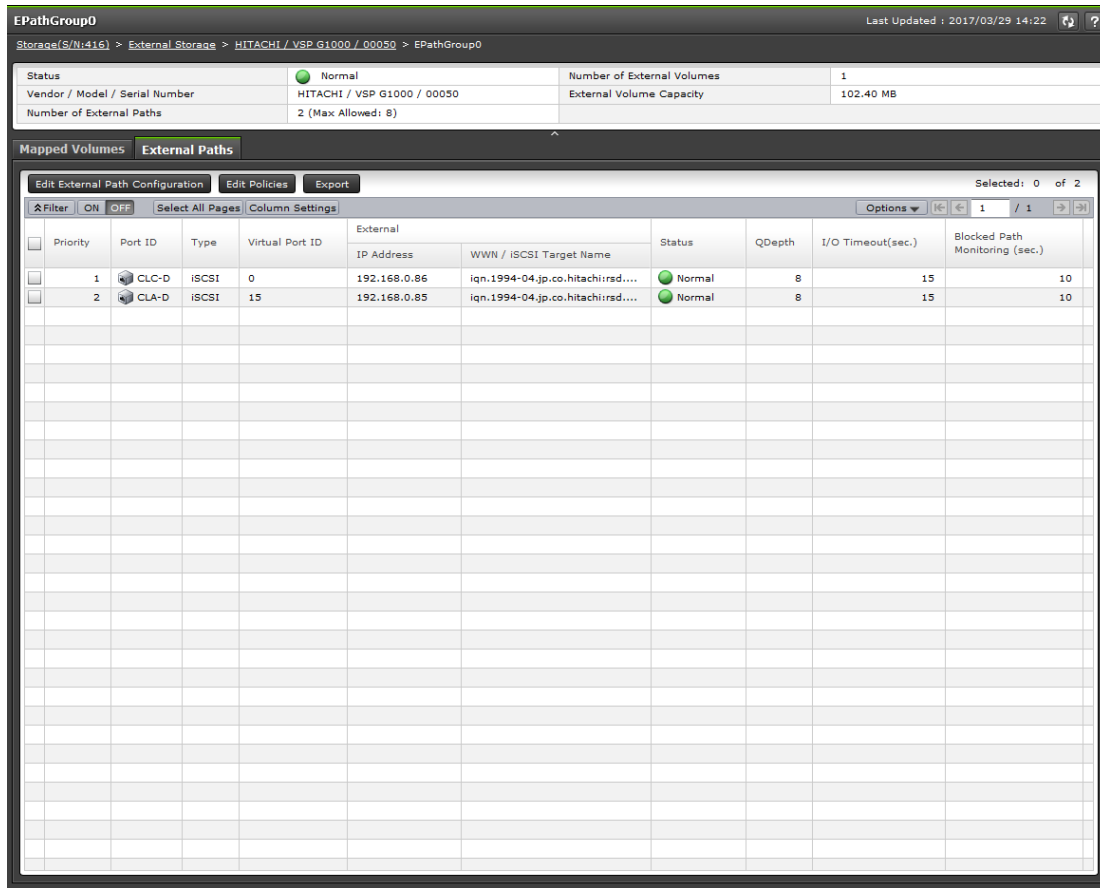 EPathGroup0 Last Updated : 2017/03/29 14:22 ?
Storage(S/N:416) > External Storage > HITACHI / VSP G1000 / 00050 > EPathGroup0
Status Normal Number of External Volumes 1
Vendor / Model / Serial Number HITACHI / VSP G1000 / 00050 External Volume Capacity 102.40 MB
Number of External Paths 2 (Max Allowed: 8)
Mapped Volumes External Paths
Edit External Path Configuration Edit Policies Export Selected: 0 of 2
Filter ON OFF Select All Pages Column Settings Options 1 / 1
Priority Port ID Type Virtual Port ID External Status QDepth I/O Timeout(sec.) Blocked Path Monitoring (sec.)
IP Address WWN / iSCSI Target Name
1 CLC-D iSCSI 0 192.168.0.86 iqn.1994-04.jp.co.hitachi:rsd.... Normal 8 15 10
2 CLA-D iSCSI 15 192.168.0.85 iqn.1994-04.jp.co.hitachi:rsd.... Normal 8 15 10